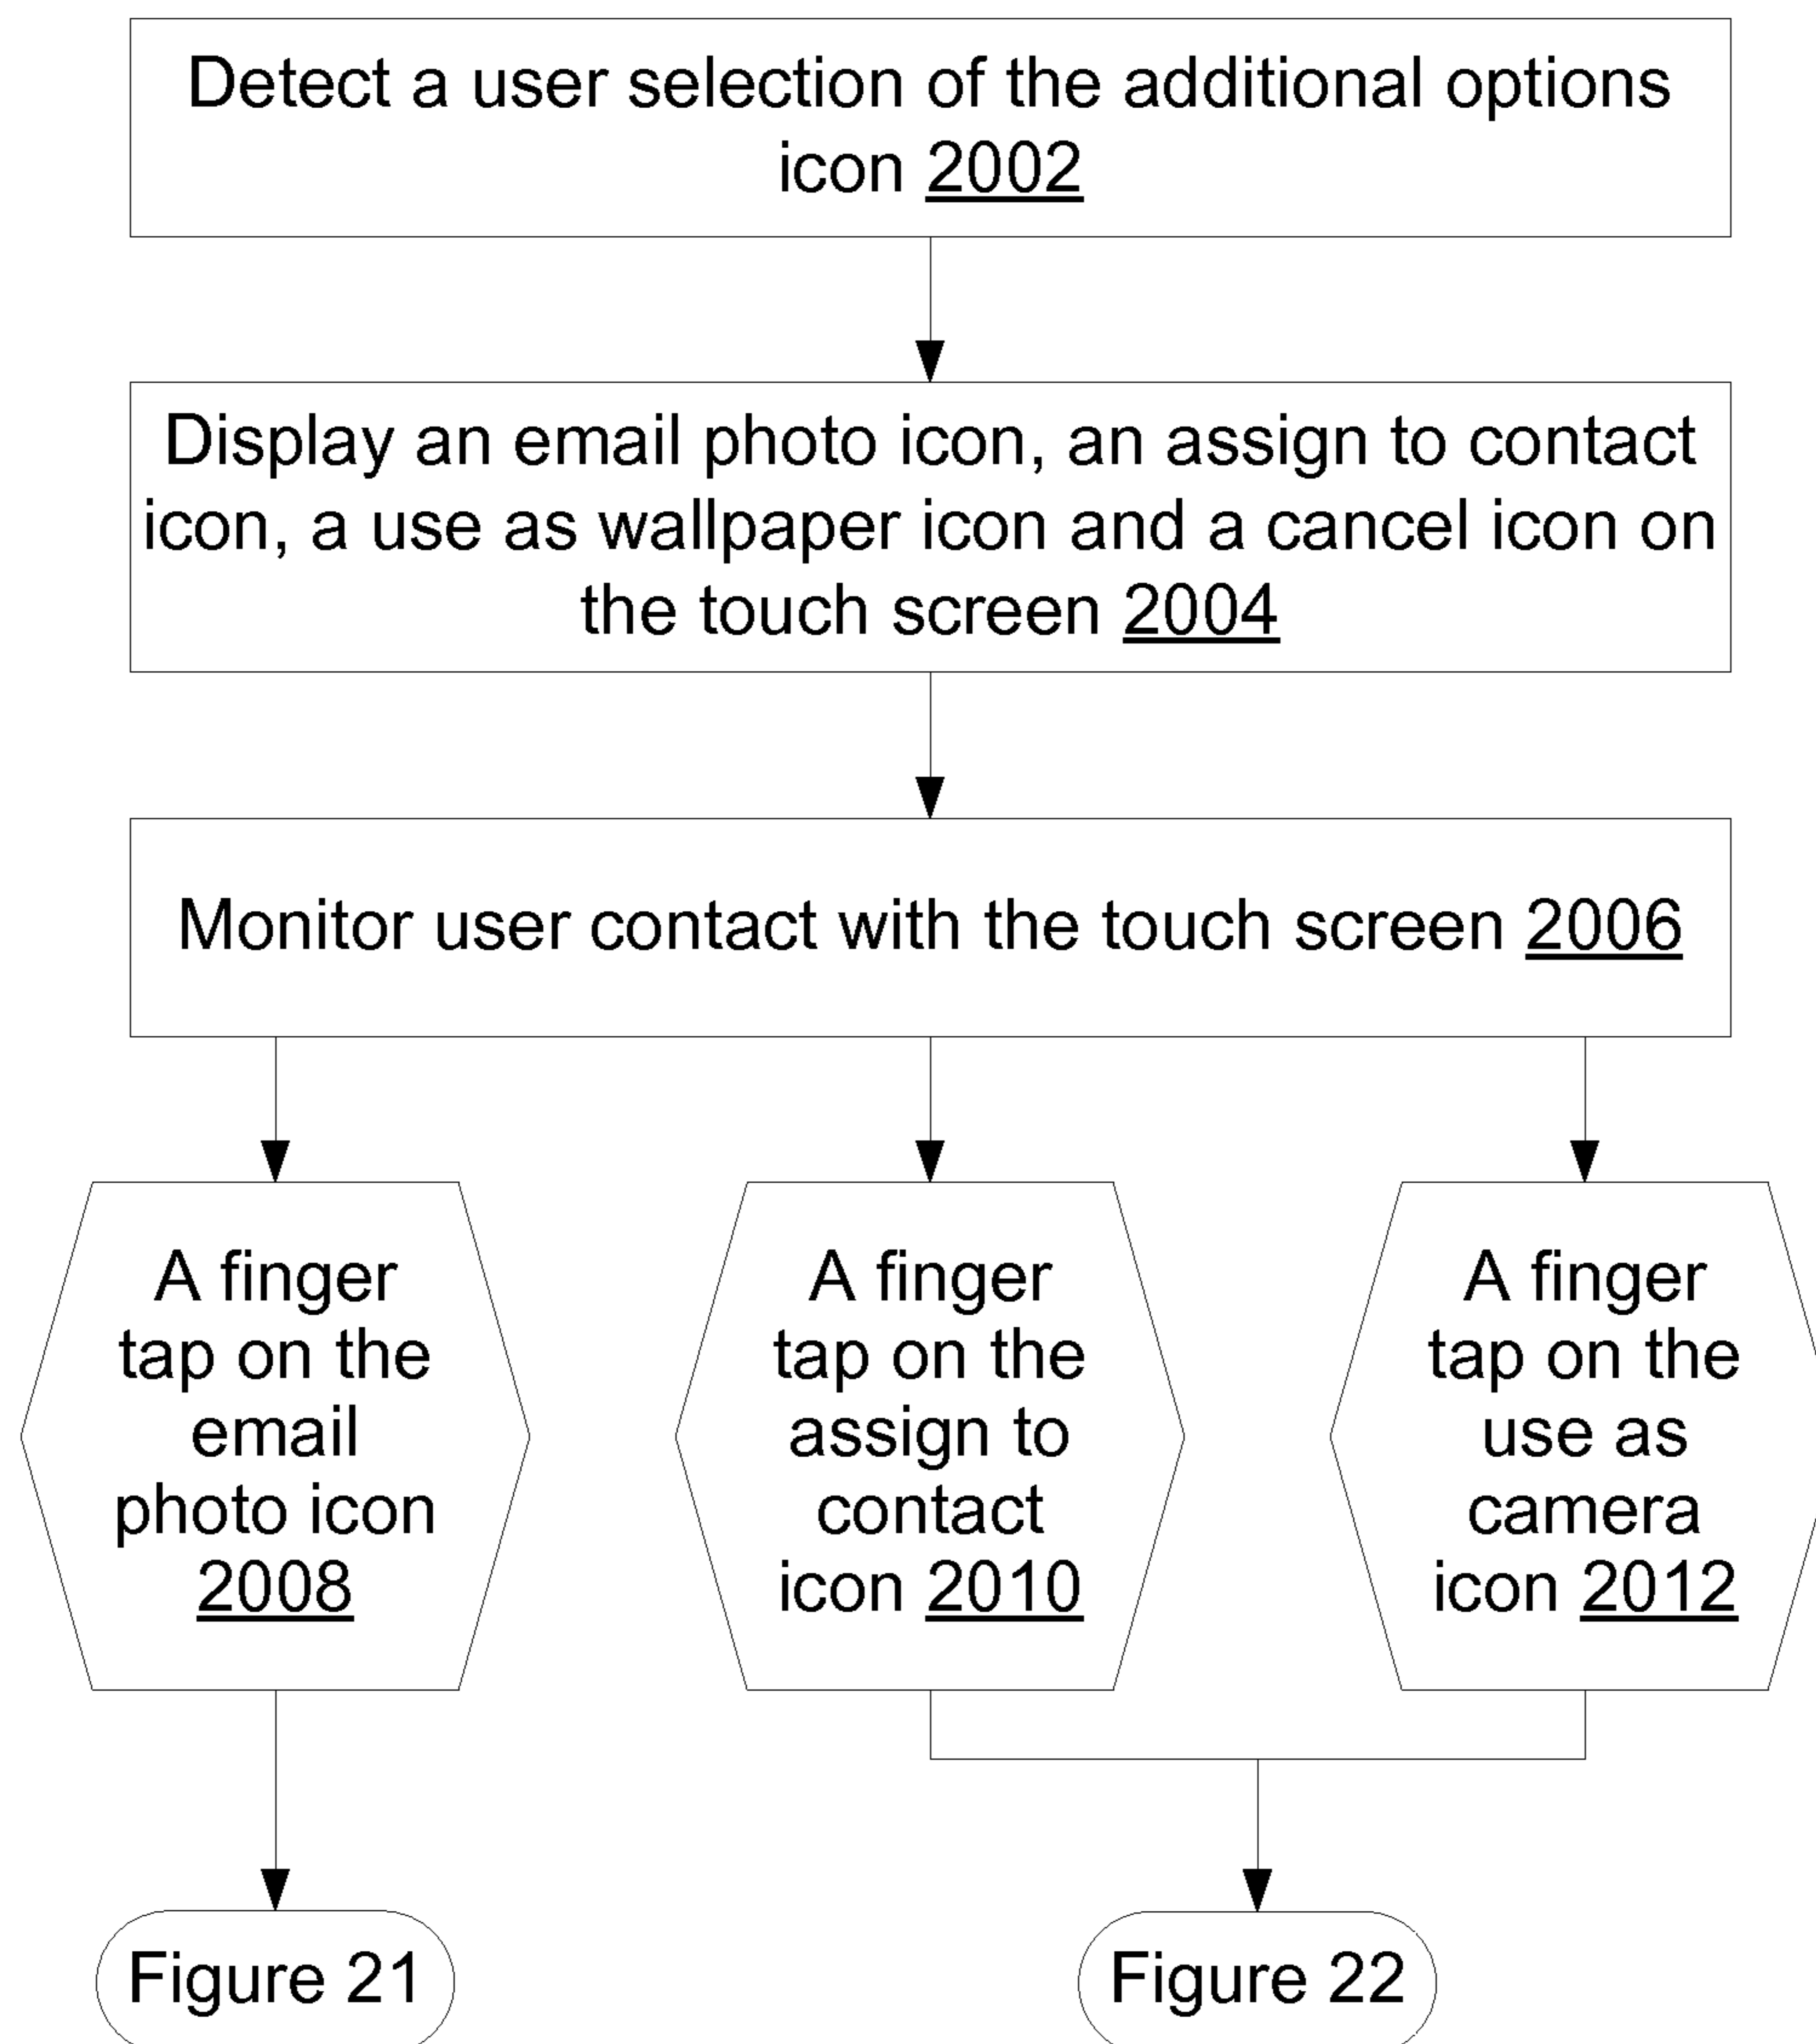 Detect a user selection of the additional options
icon 2002
Display an email photo icon, an assign to contact
icon, a use as wallpaper icon and a cancel icon on
the touch screen 2004
Monitor user contact with the touch screen 2006
A finger
tap on the
email
photo icon
2008
A finger
tap on the
assign to
contact
icon 2010
A finger
tap on the
use as
camera
icon 2012
Figure 21
Figure 22